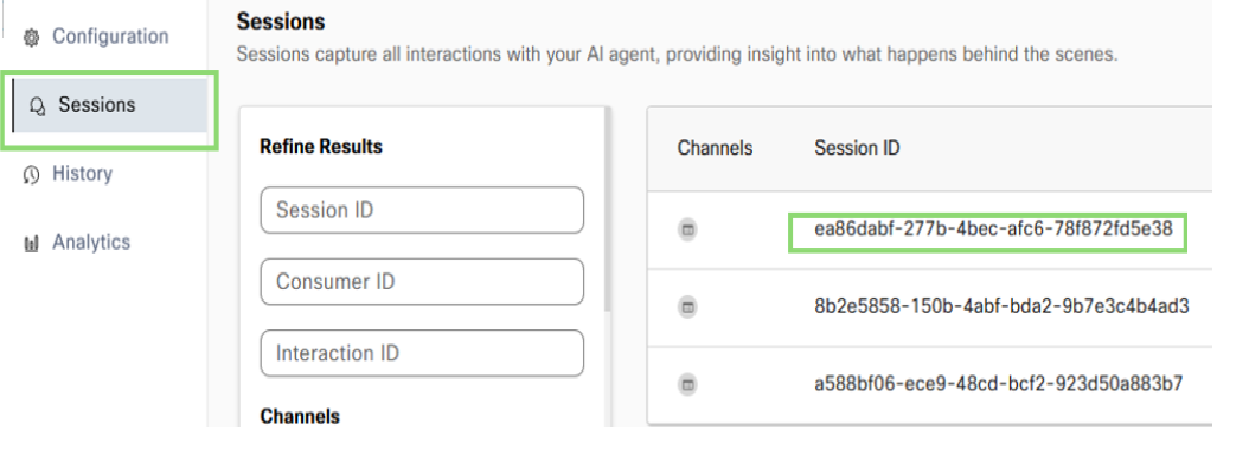 Configuration
Sessions
History
Analytics
Sessions
Sessions capture all interactions with your AI agent, providing insight into what happens behind the scenes.
Refine Results
Session ID
Consumer ID
Interaction ID
Channels
Channels Session ID
ea86dabf-277b-4bec-afc6-78f872fd5e38
8b2e5858-150b-4abf-bda2-9b7e3c4b4ad3
a588bf06-ece9-48cd-bcf2-923d50a883b7